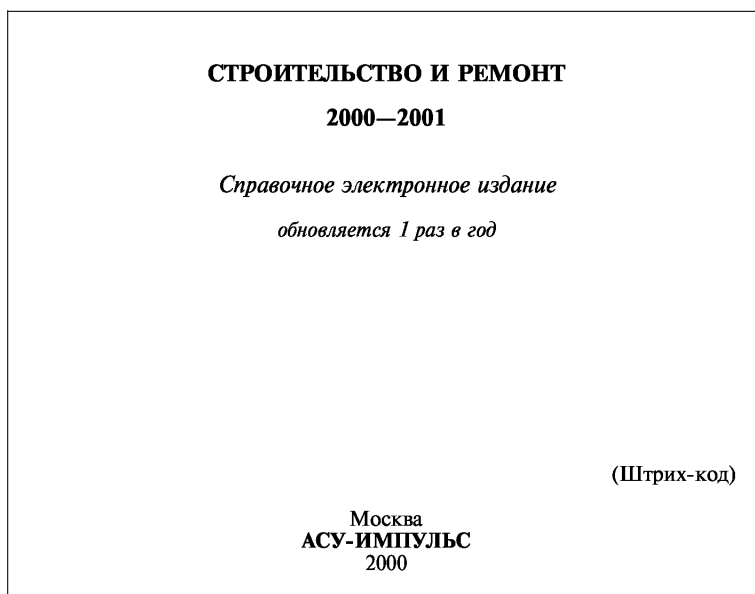 СТРОИТЕЛЬСТВО И РЕМОНТ
2000—2001
Справочное электронное издание
обновляется 1 раз в год
(Штрих-код)
Москва
АСУ-ИМПУЛЬС
2000